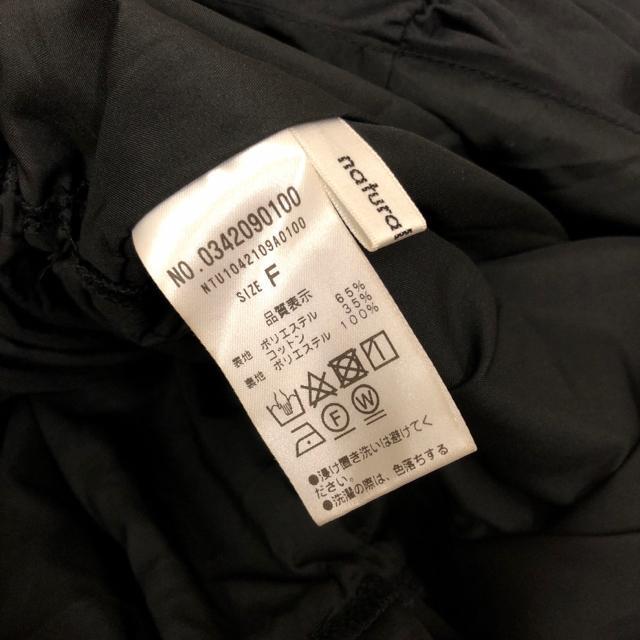 natural
NO.0342090100
NTU1042109A0100
SIZE F
品質表示
表地 ポリエステル 65%
コットン 35%
裏地 ポリエステル 100%
F W
●漬け置き洗いは避けてく
ださい。
●洗濯の際は、色落ちする